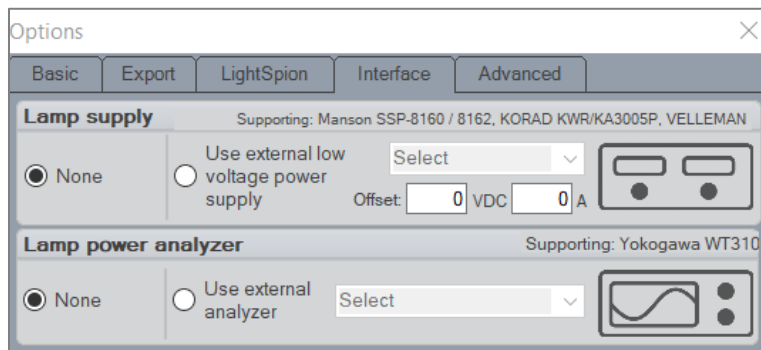 Options
Basic Export LightSpion Interface Advanced
Lamp supply Supporting: Manson SSP-8160 / 8162, KORAD KWR/KA3005P, VELLEMAN
None
Use external low
voltage power
supply
Select
Offset: 0 VDC 0 A
Lamp power analyzer Supporting: Yokogawa WT310
None
Use external
analyzer
Select